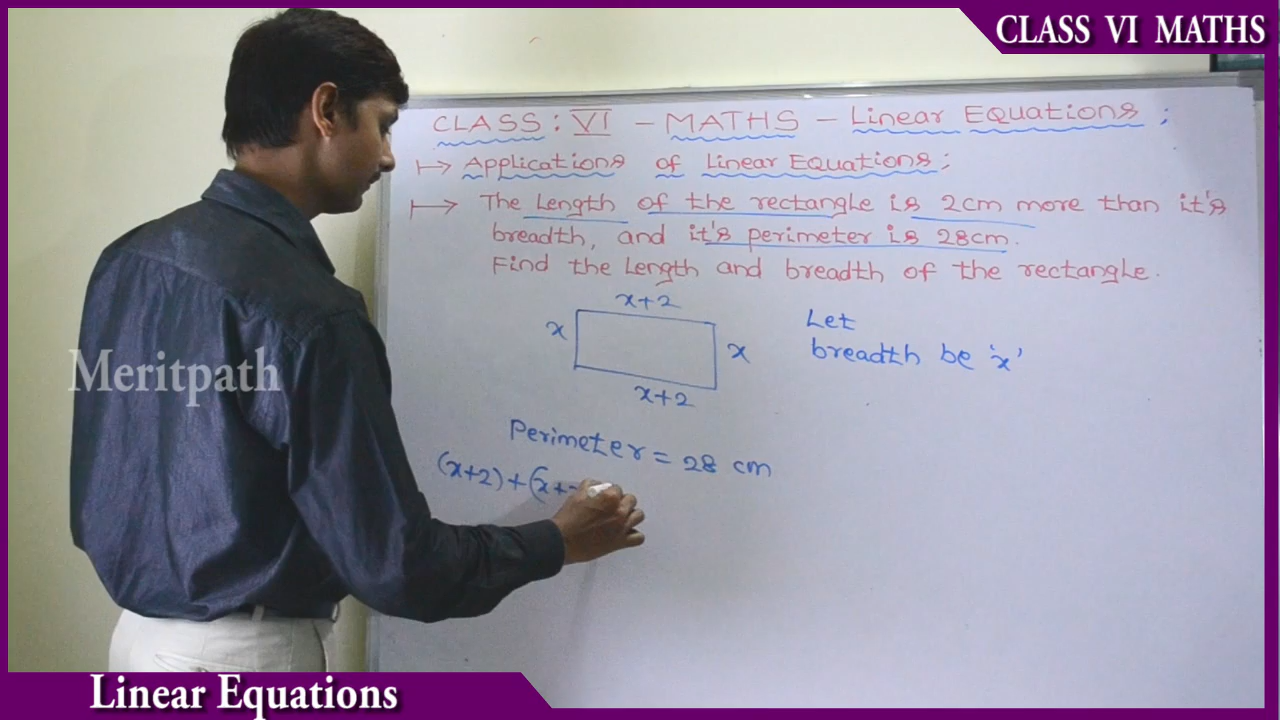 CLASS VI MATHS
CLASS : VI - MATHS - Linear Equations ;
↦ Applications of Linear Equations ;
↦ The Length of the rectangle is 2cm more than it's
breadth, and it's perimeter is 28cm.
Find the Length and breadth of the rectangle.
x+2
x
x
x+2
Let
breadth be 'x'
Meritpath
Perimeter = 28 cm
(x+2) + (x+
Linear Equations